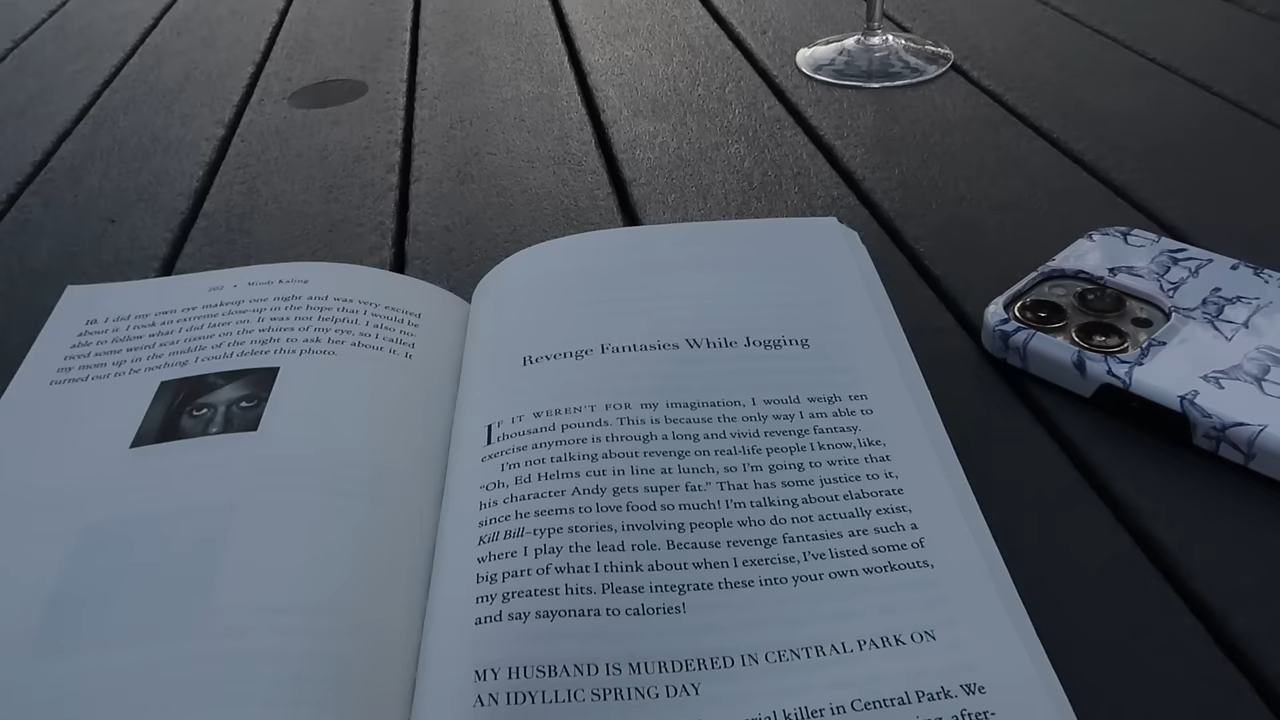 202 • Mindy Kaling
10. I did my own eye makeup one night and was very excited
about it. I took an extreme close-up in the hope that I would be
able to follow what I did later on. It was not helpful. I also no-
ticed some weird scar tissue on the whites of my eye, so I called
my mom up in the middle of the night to ask her about it. It
turned out to be nothing. I could delete this photo.
Revenge Fantasies While Jogging
IF IT WEREN'T FOR my imagination, I would weigh ten
thousand pounds. This is because the only way I am able to
exercise anymore is through a long and vivid revenge fantasy.
I'm not talking about revenge on real-life people I know, like,
“Oh, Ed Helms cut in line at lunch, so I'm going to write that
his character Andy gets super fat.” That has some justice to it,
since he seems to love food so much! I'm talking about elaborate
Kill Bill–type stories, involving people who do not actually exist,
where I play the lead role. Because revenge fantasies are such a
big part of what I think about when I exercise, I've listed some of
my greatest hits. Please integrate these into your own workouts,
and say sayonara to calories!
MY HUSBAND IS MURDERED IN CENTRAL PARK ON
AN IDYLLIC SPRING DAY
killer in Central Park. We
after-